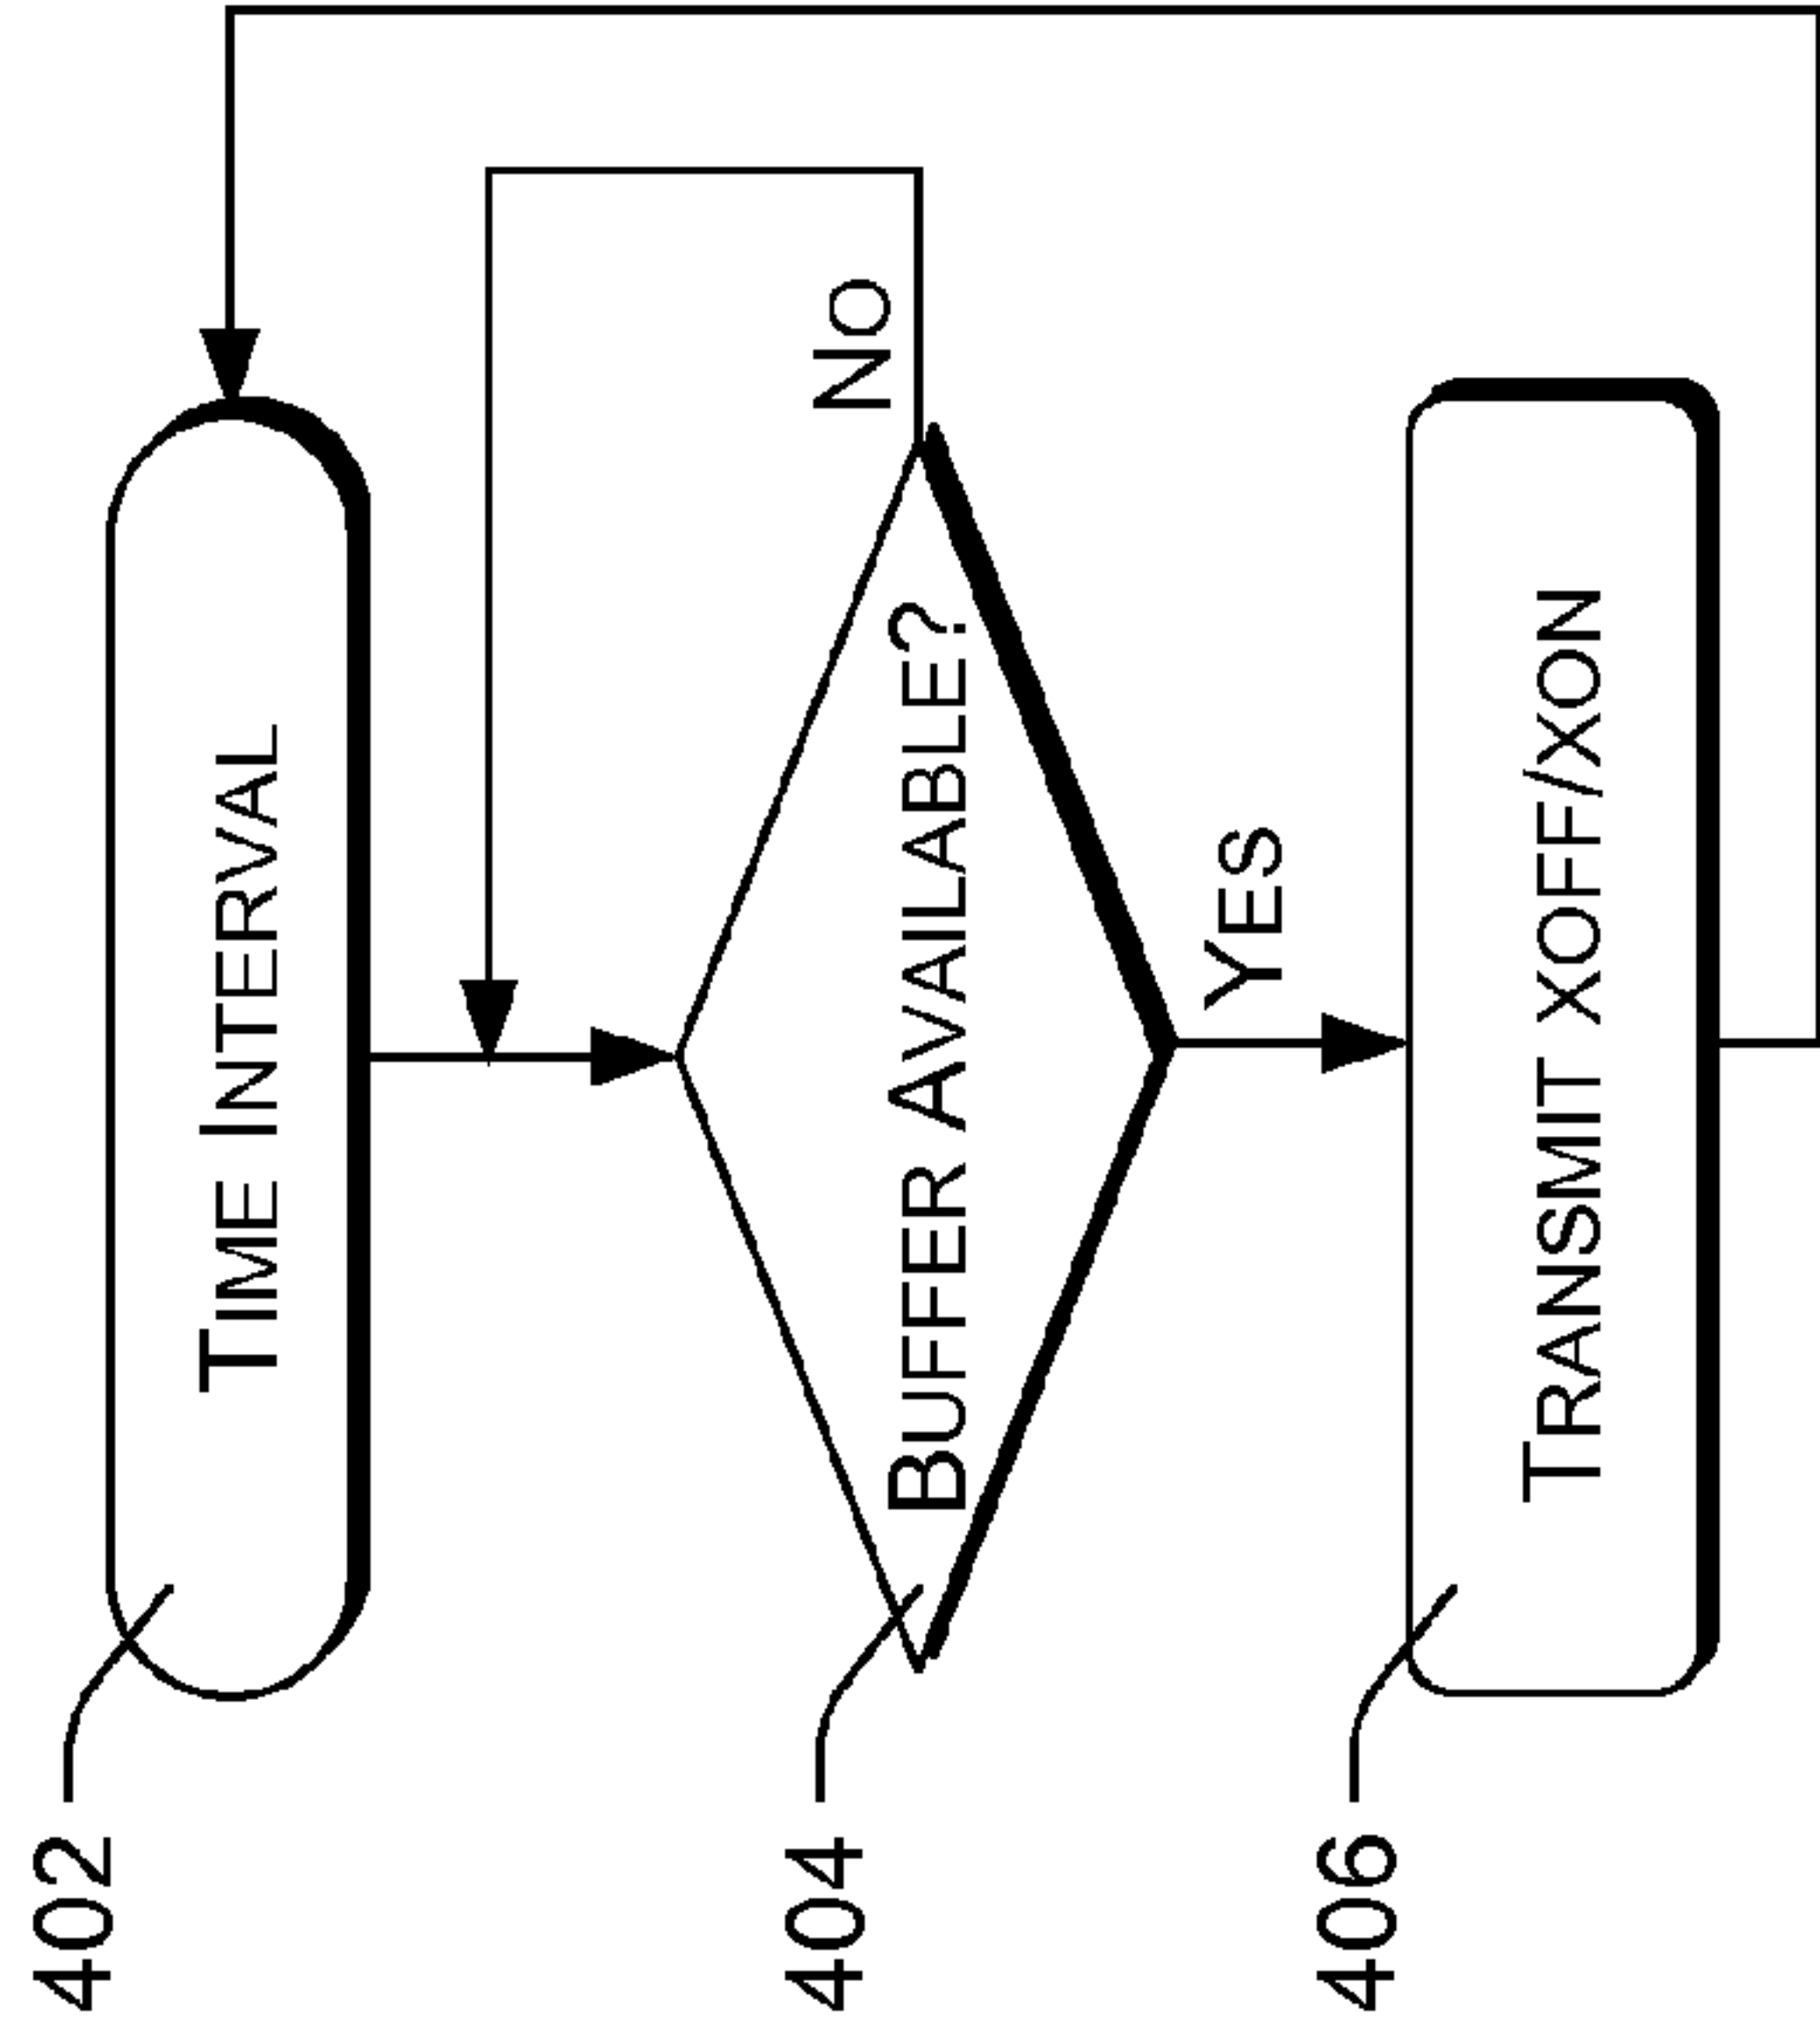 402
TIME INTERVAL
NO
404
BUFFER AVAILABLE?
YES
406
TRANSMIT XOFF/XON